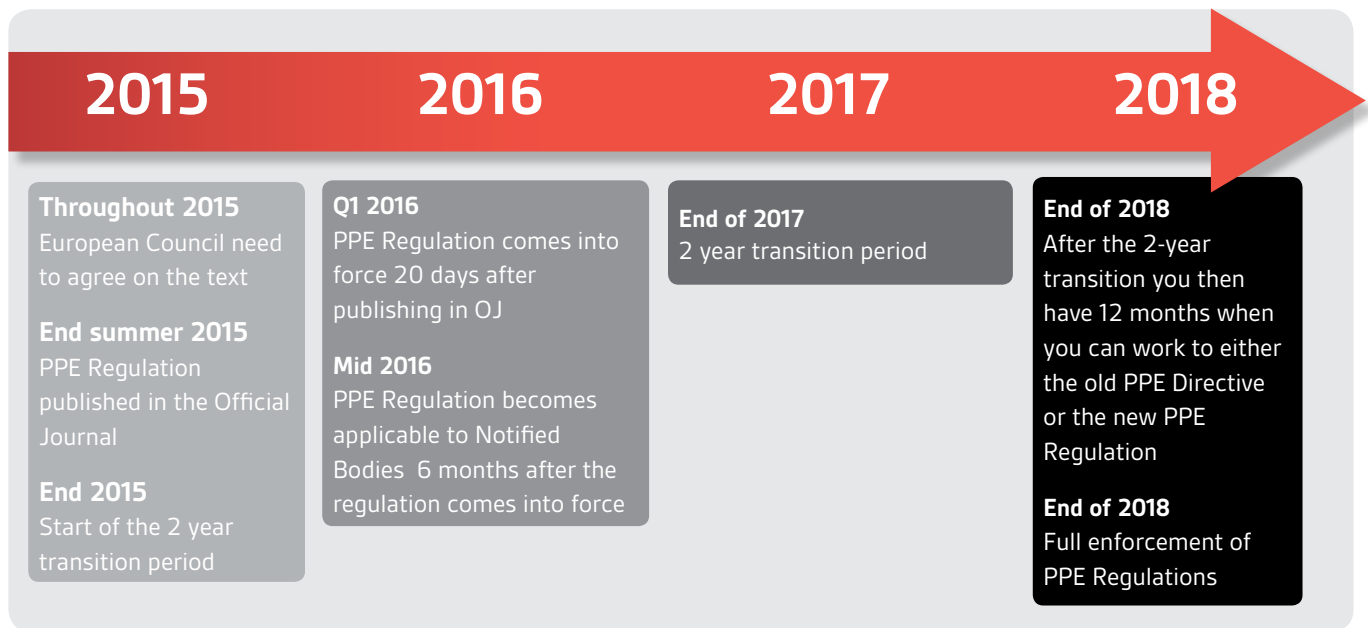 2015
2016
2017
2018
Throughout 2015
European Council need
to agree on the text
End summer 2015
PPE Regulation
published in the Official
Journal
End 2015
Start of the 2 year
transition period
Q1 2016
PPE Regulation comes into
force 20 days after
publishing in OJ
Mid 2016
PPE Regulation becomes
applicable to Notified
Bodies  6 months after the
regulation comes into force
End of 2017
2 year transition period
End of 2018
After the 2-year
transition you then
have 12 months when
you can work to either
the old PPE Directive
or the new PPE
Regulation
End of 2018
Full enforcement of
PPE Regulations